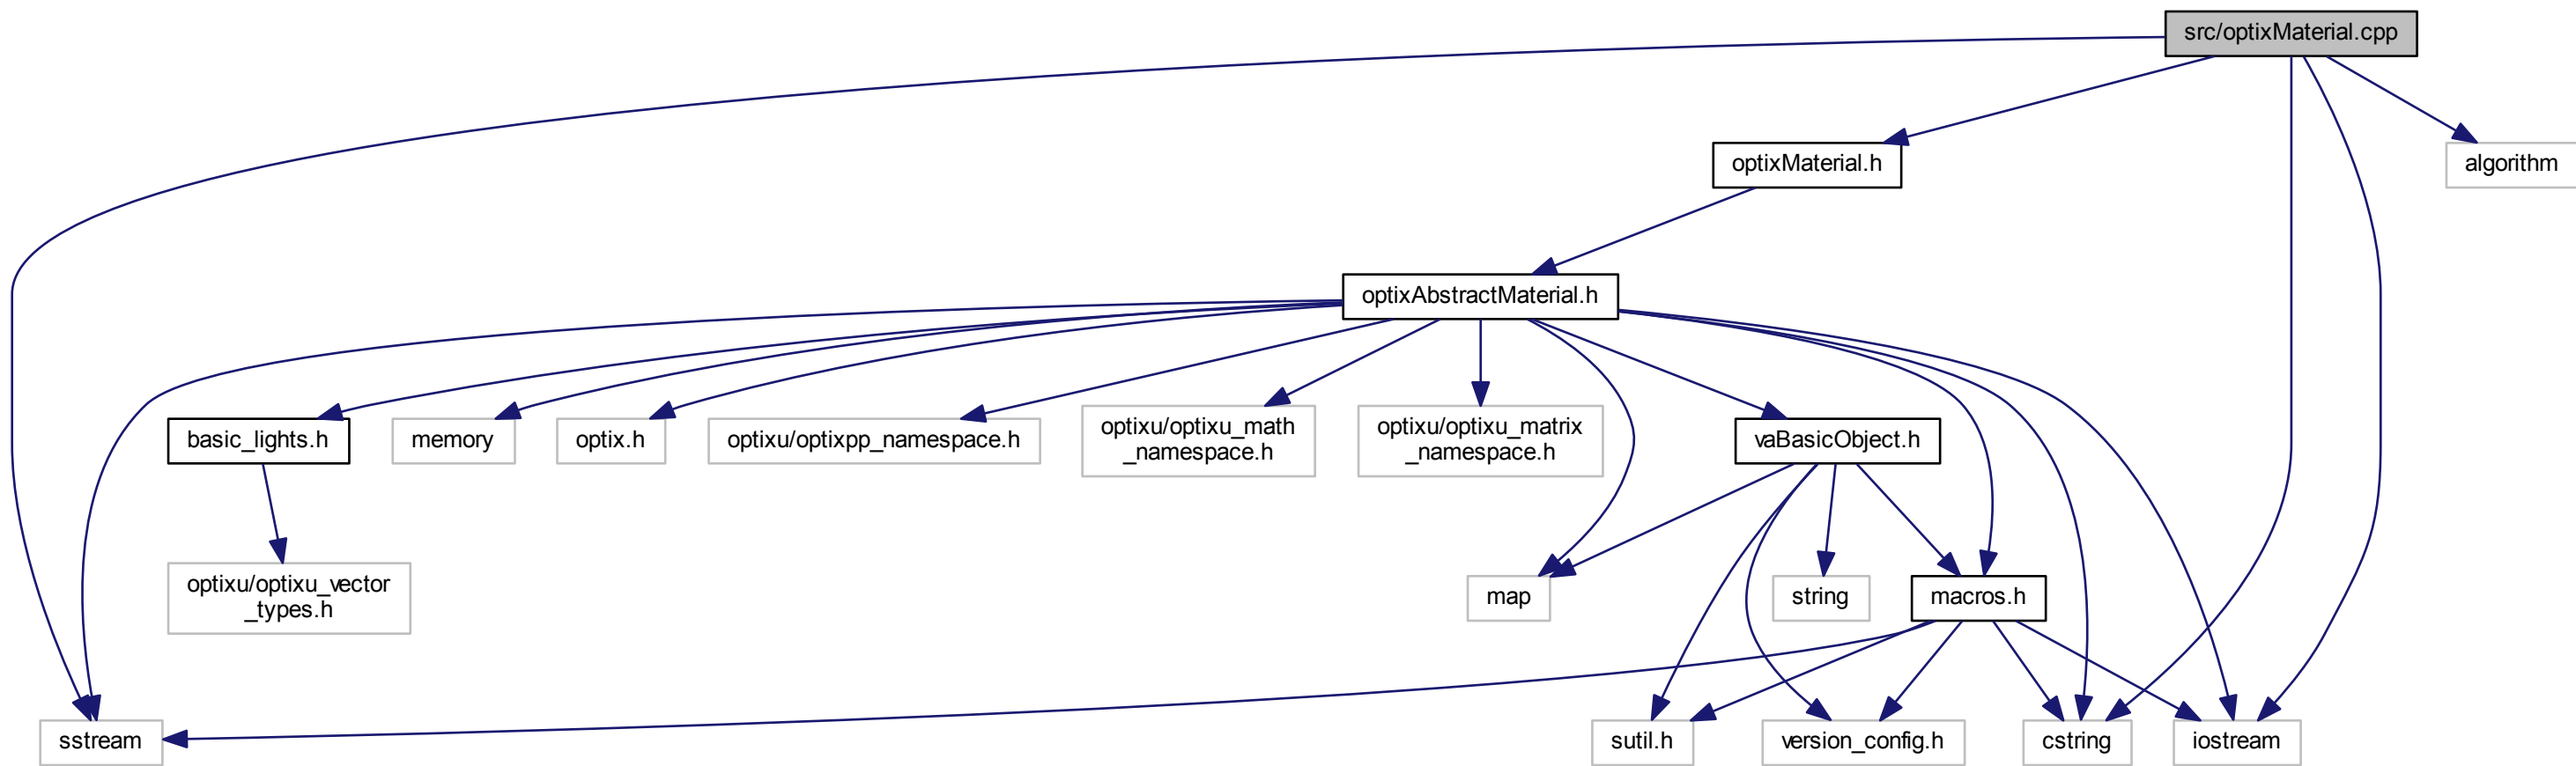 src/optixMaterial.cpp
optixMaterial.h
algorithm
optixAbstractMaterial.h
basic_lights.h
memory
optix.h
optixu/optixpp_namespace.h
optixu/optixu_math
_namespace.h
optixu/optixu_matrix
_namespace.h
vaBasicObject.h
optixu/optixu_vector
_types.h
map
string
macros.h
sstream
sutil.h
version_config.h
cstring
iostream